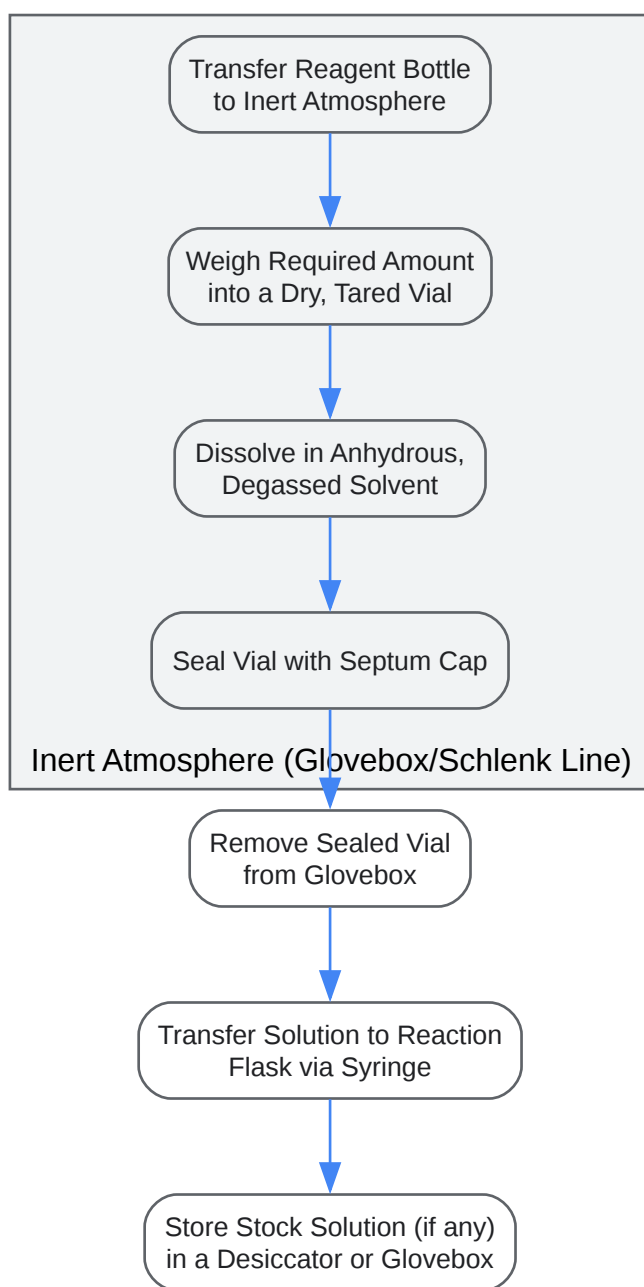 Transfer Reagent Bottle
to Inert Atmosphere
Weigh Required Amount
into a Dry, Tared Vial
Dissolve in Anhydrous,
Degassed Solvent
Seal Vial with Septum Cap
Inert Atmosphere (Glovebox/Schlenk Line)
Remove Sealed Vial
from Glovebox
Transfer Solution to Reaction
Flask via Syringe
Store Stock Solution (if any)
in a Desiccator or Glovebox